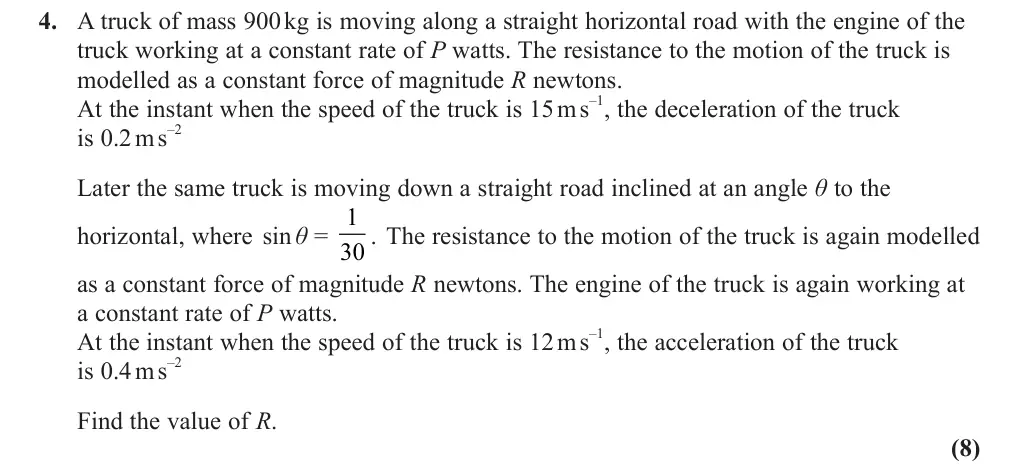 4. A truck of mass 900 kg is moving along a straight horizontal road with the engine of the
truck working at a constant rate of P watts. The resistance to the motion of the truck is
modelled as a constant force of magnitude R newtons.
At the instant when the speed of the truck is 15 m s⁻¹, the deceleration of the truck
is 0.2 m s⁻²
Later the same truck is moving down a straight road inclined at an angle θ to the
horizontal, where sin θ = 1/30. The resistance to the motion of the truck is again modelled
as a constant force of magnitude R newtons. The engine of the truck is again working at
a constant rate of P watts.
At the instant when the speed of the truck is 12 m s⁻¹, the acceleration of the truck
is 0.4 m s⁻²
Find the value of R.
(8)